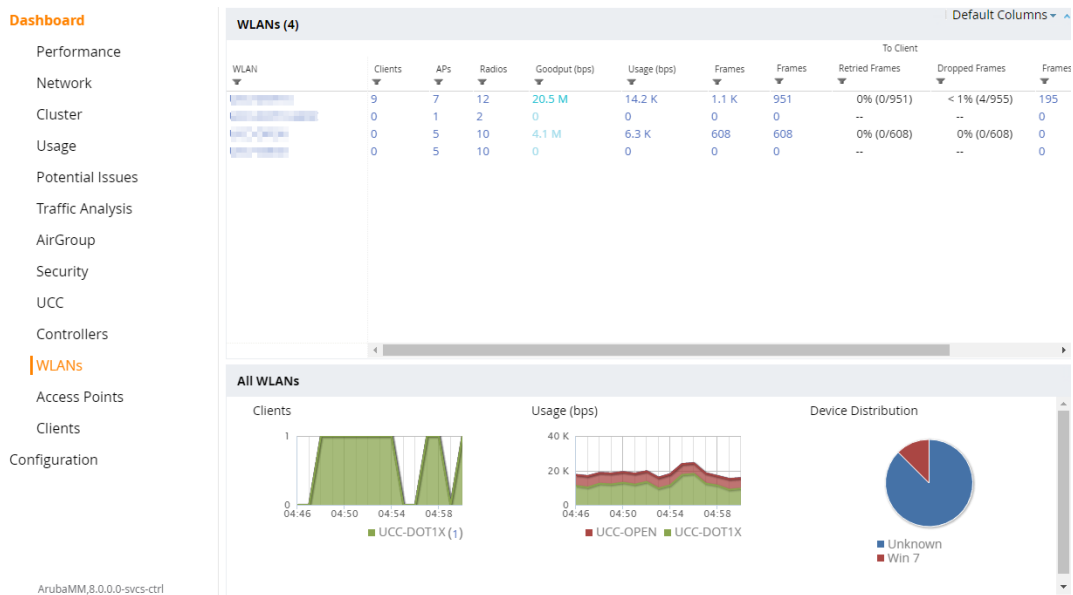 Dashboard
Performance
Network
Cluster
Usage
Potential Issues
Traffic Analysis
AirGroup
Security
UCC
Controllers
WLANs
Access Points
Clients
Configuration
ArubaMM,8.0.0.0-svcs-ctrl
WLANs (4)
Default Columns
To Client
WLAN Clients APs Radios Goodput (bps) Usage (bps) Frames Frames Retried Frames Dropped Frames Frames
9 7 12 20.5 M 14.2 K 1.1 K 951 0% (0/951) < 1% (4/955) 195
0 1 2 0 0 0 0 -- -- 0
0 5 10 4.1 M 6.3 K 608 608 0% (0/608) 0% (0/608) 0
0 5 10 0 0 0 0 -- -- 0
All WLANs
Clients
1
0
04:46 04:50 04:54 04:58
UCC-DOT1X (1)
Usage (bps)
40 K
20 K
0
04:46 04:50 04:54 04:58
UCC-OPEN UCC-DOT1X
Device Distribution
Unknown
Win 7